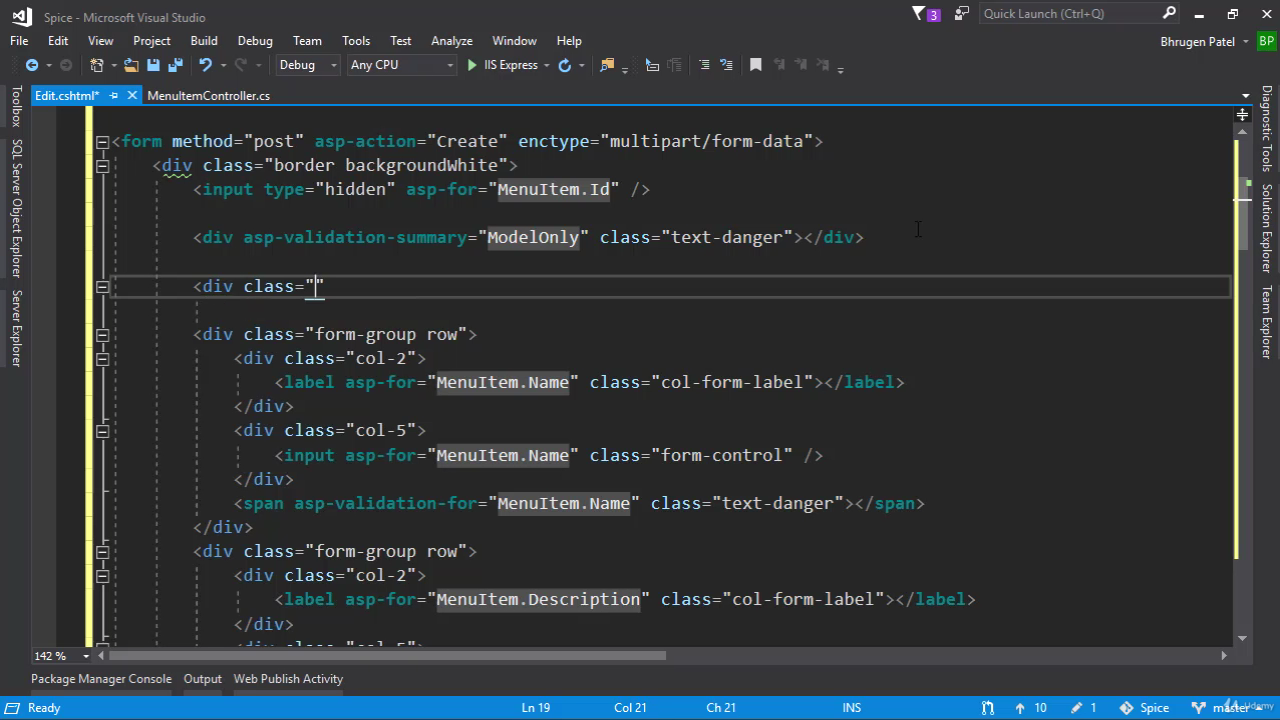 Spice - Microsoft Visual Studio
3
Quick Launch (Ctrl+Q)
File Edit View Project Build Debug Team Tools Test Analyze Window Help
Bhrugen Patel BP
Debug Any CPU IIS Express
Edit.cshtml* MenuItemController.cs
Toolbox
SQL Server Object Explorer
Server Explorer
<form method="post" asp-action="Create" enctype="multipart/form-data">
<div class="border backgroundWhite">
<input type="hidden" asp-for="MenuItem.Id" />
<div asp-validation-summary="ModelOnly" class="text-danger"></div>
<div class=""
<div class="form-group row">
<div class="col-2">
<label asp-for="MenuItem.Name" class="col-form-label"></label>
</div>
<div class="col-5">
<input asp-for="MenuItem.Name" class="form-control" />
</div>
<span asp-validation-for="MenuItem.Name" class="text-danger"></span>
</div>
<div class="form-group row">
<div class="col-2">
<label asp-for="MenuItem.Description" class="col-form-label"></label>
</div>
<div class="col-5">
Diagnostic Tools
Solution Explorer
Team Explorer
142 %
Package Manager Console Output Web Publish Activity
Ready Ln 19 Col 21 Ch 21 INS 10 1 Spice master
Udemy